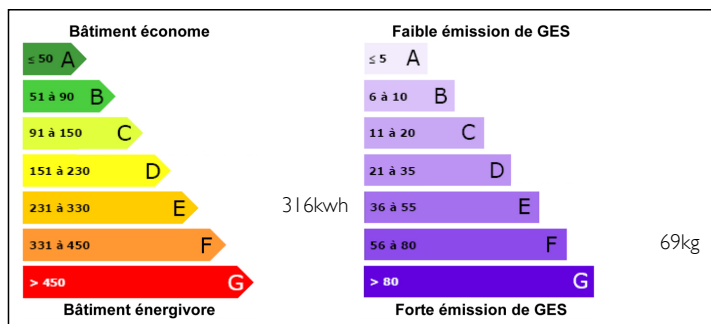 Bâtiment économe
≤ 50 A
51 à 90 B
91 à 150 C
151 à 230 D
231 à 330 E
316kwh
331 à 450 F
> 450 G
Bâtiment énergivore
Faible émission de GES
≤ 5 A
6 à 10 B
11 à 20 C
21 à 35 D
36 à 55 E
56 à 80 F
69kg
> 80 G
Forte émission de GES